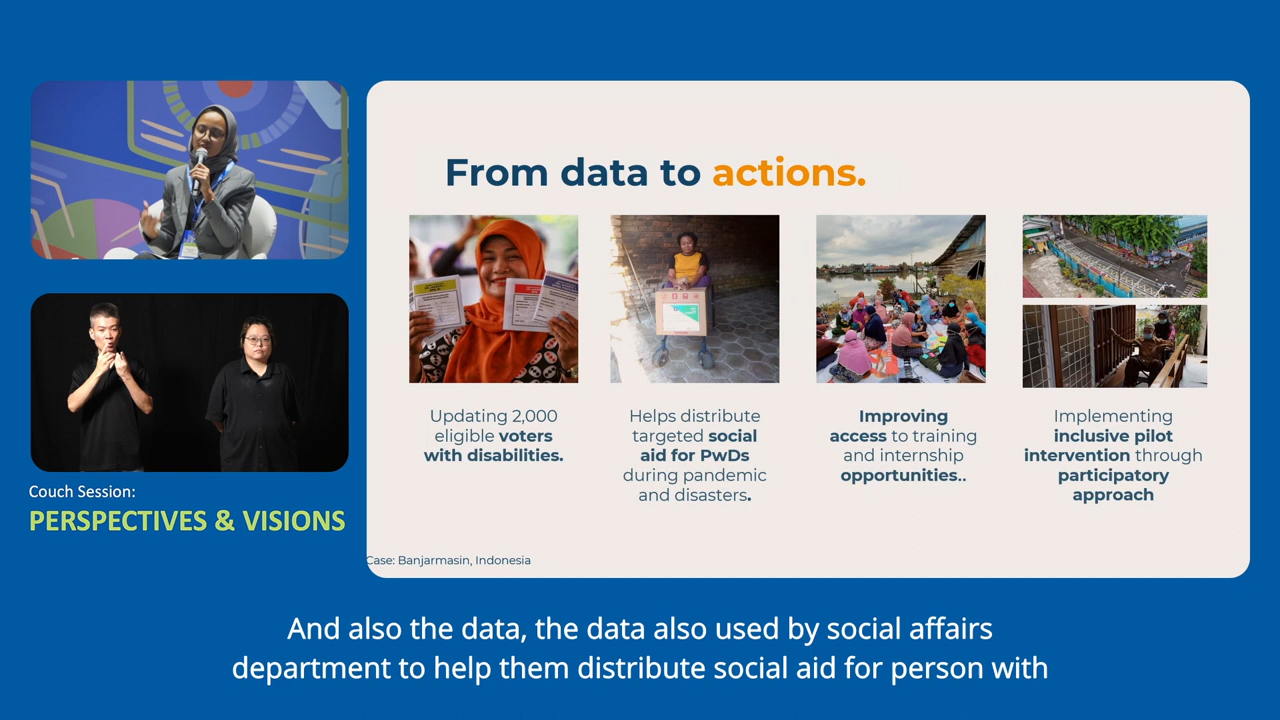 From data to actions.
Updating 2,000
eligible voters
with disabilities.
Helps distribute
targeted social
aid for PwDs
during pandemic
and disasters.
Improving
access to training
and internship
opportunities..
Implementing
inclusive pilot
intervention through
participatory
approach
Case: Banjarmasin, Indonesia
Couch Session:
PERSPECTIVES & VISIONS
And also the data, the data also used by social affairs
department to help them distribute social aid for person with